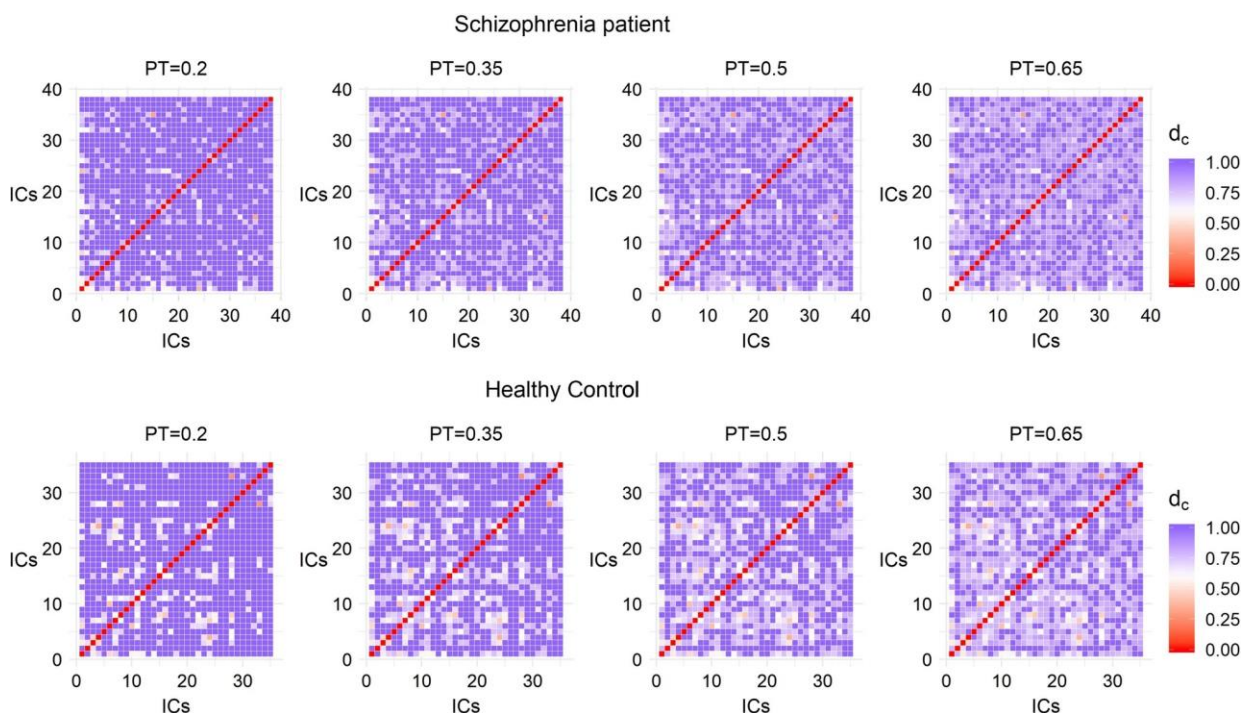 Schizophrenia patient
PT=0.2 PT=0.35 PT=0.5 PT=0.65
40 40 40 40
30 30 30 30
ICs 20 ICs 20 ICs 20 ICs 20
10 10 10 10
0 0 0 0
0 10 20 30 40 0 10 20 30 40 0 10 20 30 40 0 10 20 30 40
ICs ICs ICs ICs
dc
1.00
0.75
0.50
0.25
0.00
Healthy Control
PT=0.2 PT=0.35 PT=0.5 PT=0.65
30 30 30 30
ICs 20 ICs 20 ICs 20 ICs 20
10 10 10 10
0 0 0 0
0 10 20 30 0 10 20 30 0 10 20 30 0 10 20 30
ICs ICs ICs ICs
dc
1.00
0.75
0.50
0.25
0.00